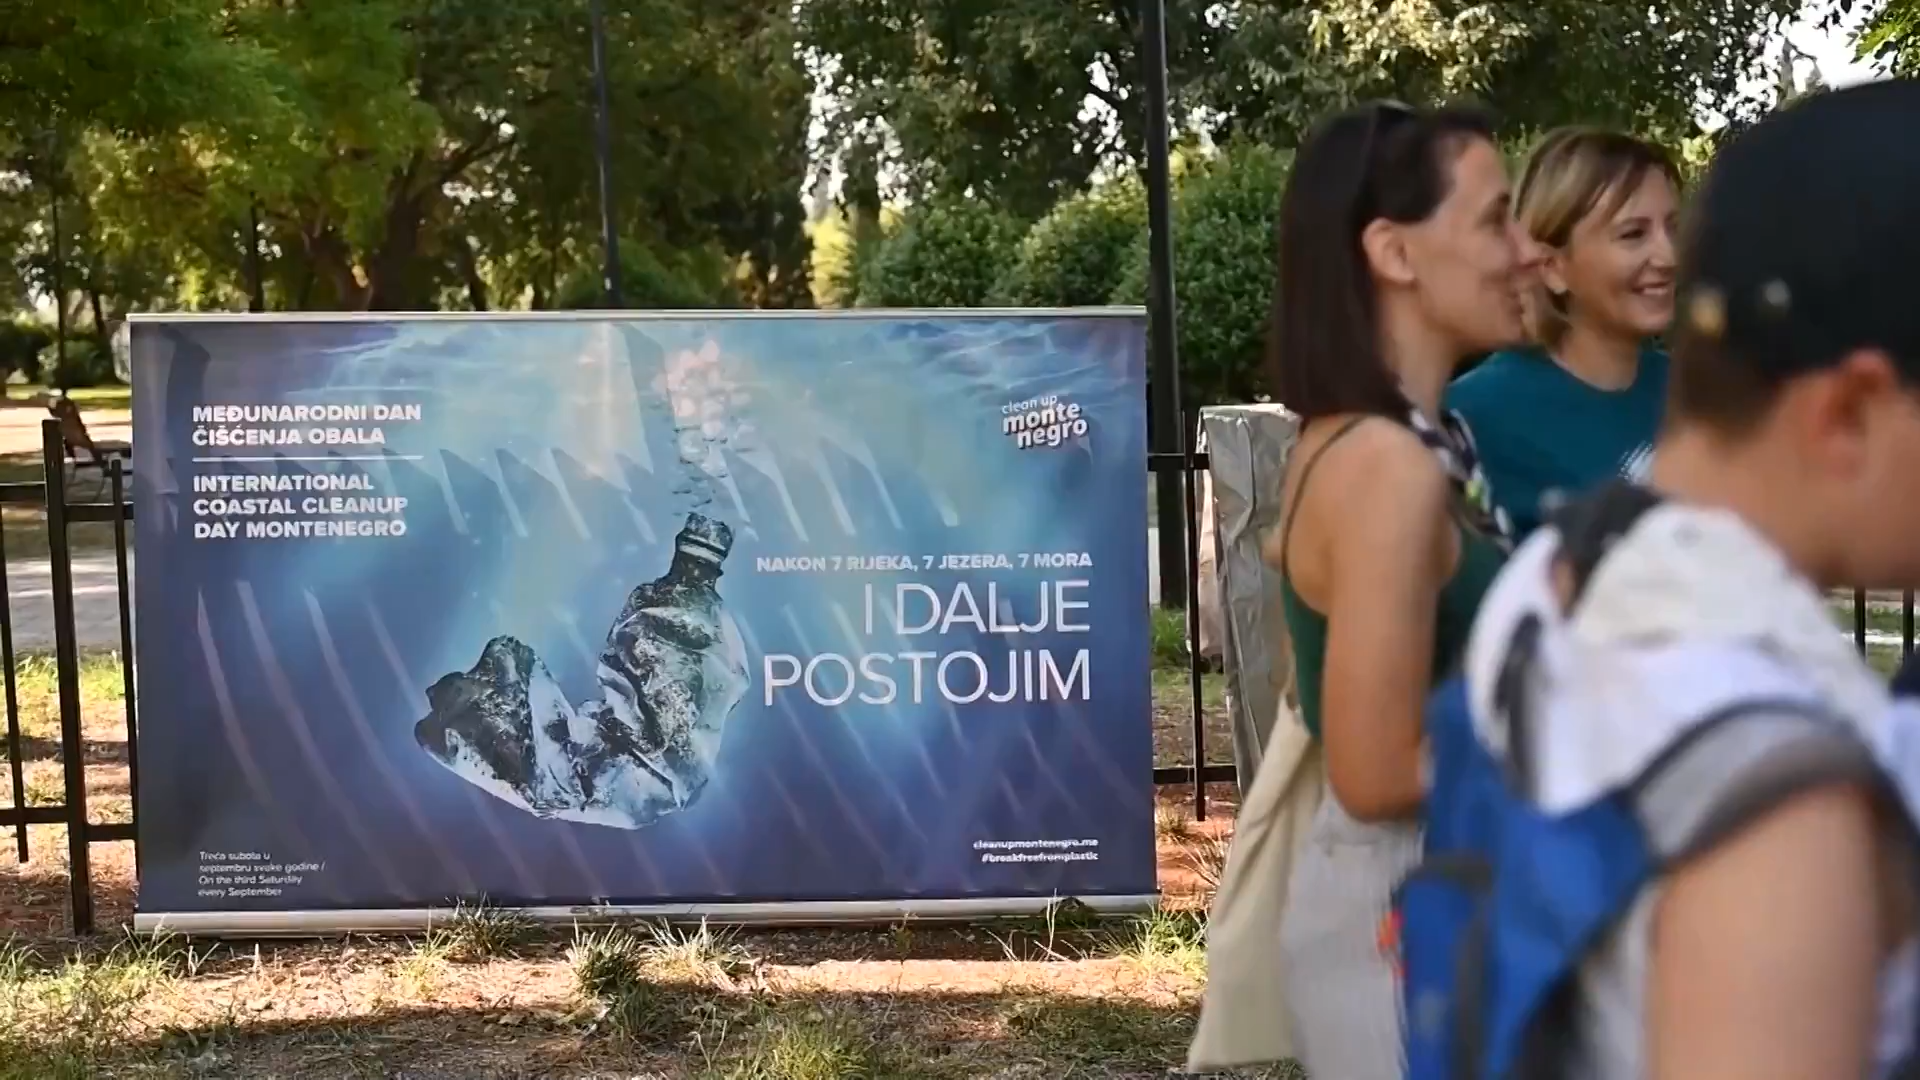 MEĐUNARODNI DAN
ČIŠĆENJA OBALA
INTERNATIONAL
COASTAL CLEANUP
DAY MONTENEGRO
clean up
monte
negro
NAKON 7 RIJEKA, 7 JEZERA, 7 MORA
I DALJE
POSTOJIM
Treća subota u
septembru svake godine /
On the third Saturday
every September
cleanupmontenegro.me
#breakfreefromplastic